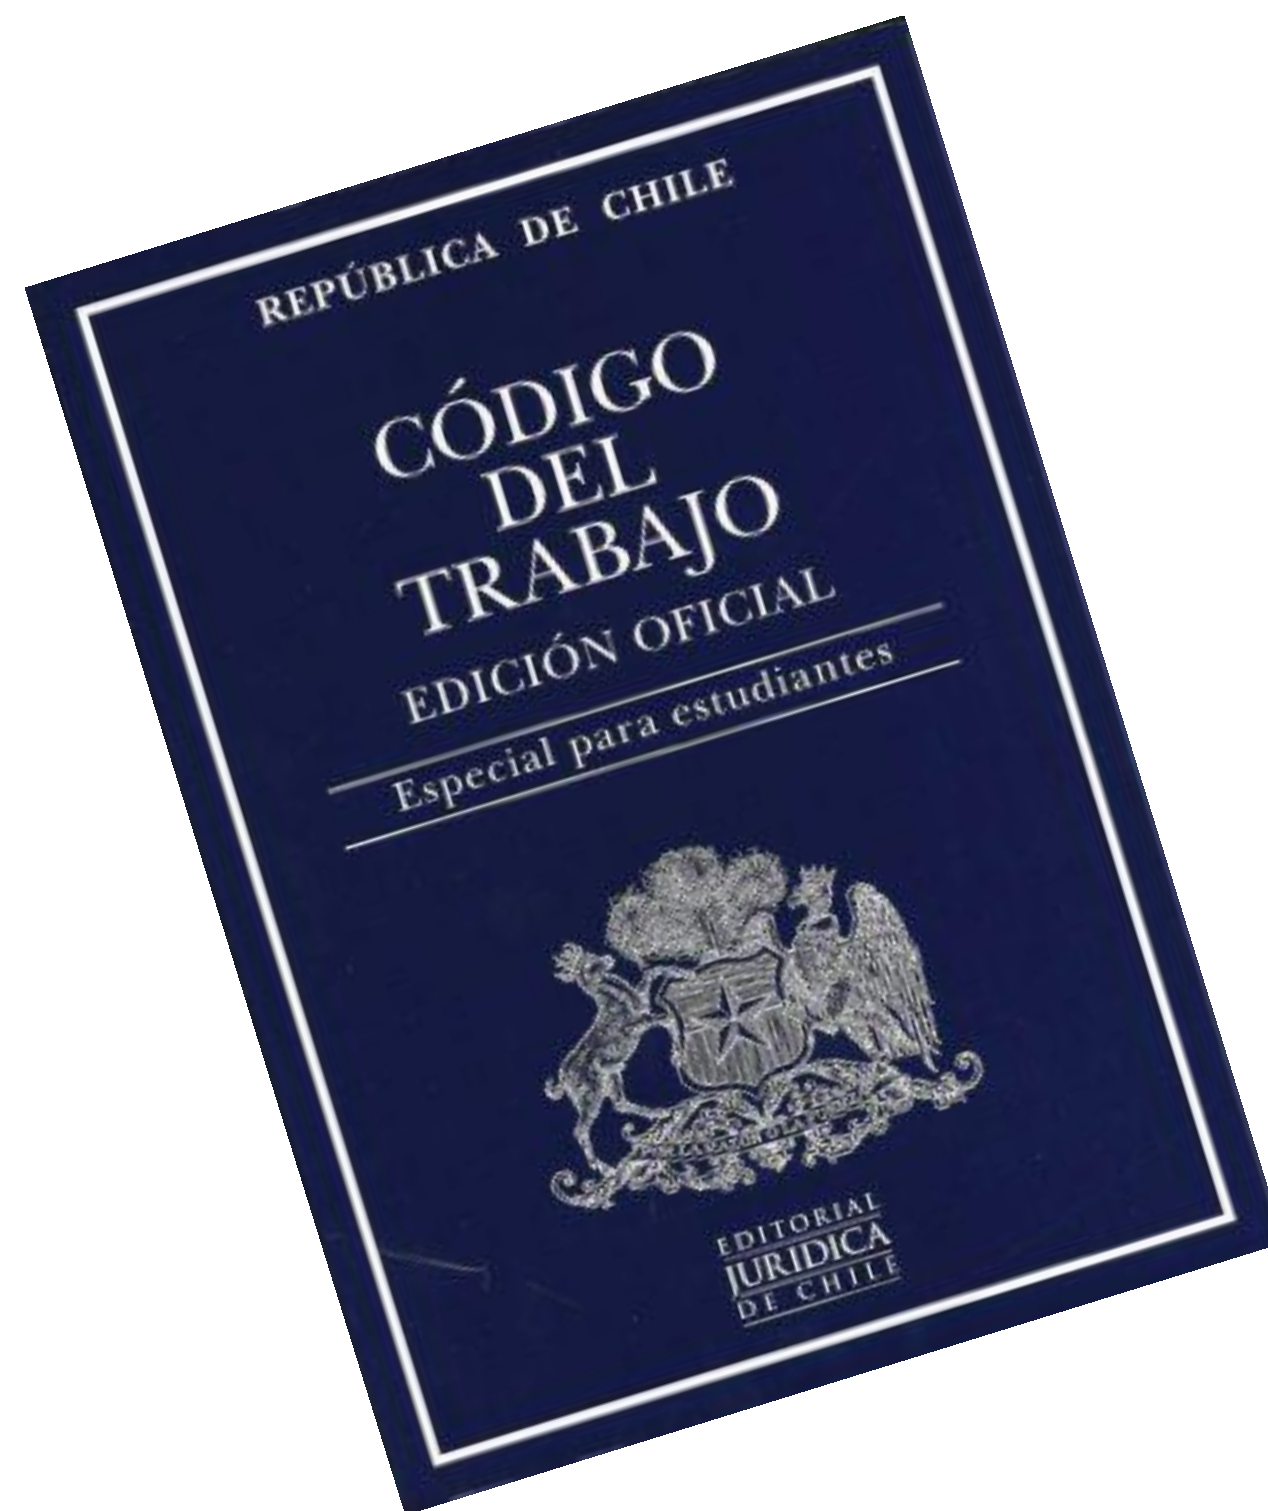 REPÚBLICA DE CHILE
CÓDIGO
DEL
TRABAJO
EDICIÓN OFICIAL
Especial para estudiantes
EDITORIAL
JURIDICA
DE CHILE